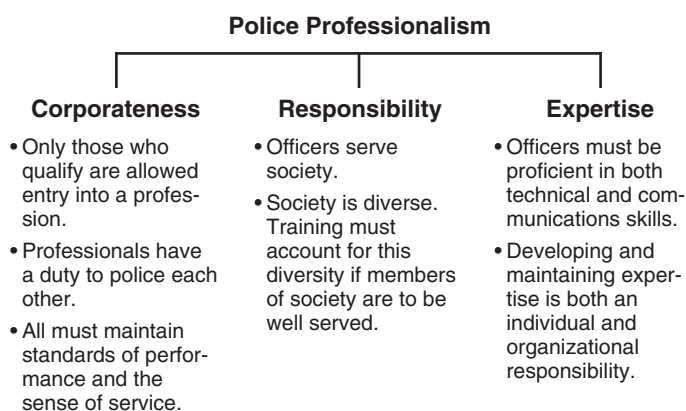 Police Professionalism
Corporateness
• Only those who
qualify are allowed
entry into a profes-
sion.
• Professionals have
a duty to police each
other.
• All must maintain
standards of perfor-
mance and the
sense of service.
Responsibility
• Officers serve
society.
• Society is diverse.
Training must
account for this
diversity if members
of society are to be
well served.
Expertise
• Officers must be
proficient in both
technical and com-
munications skills.
• Developing and
maintaining exper-
tise is both an
individual and
organizational
responsibility.